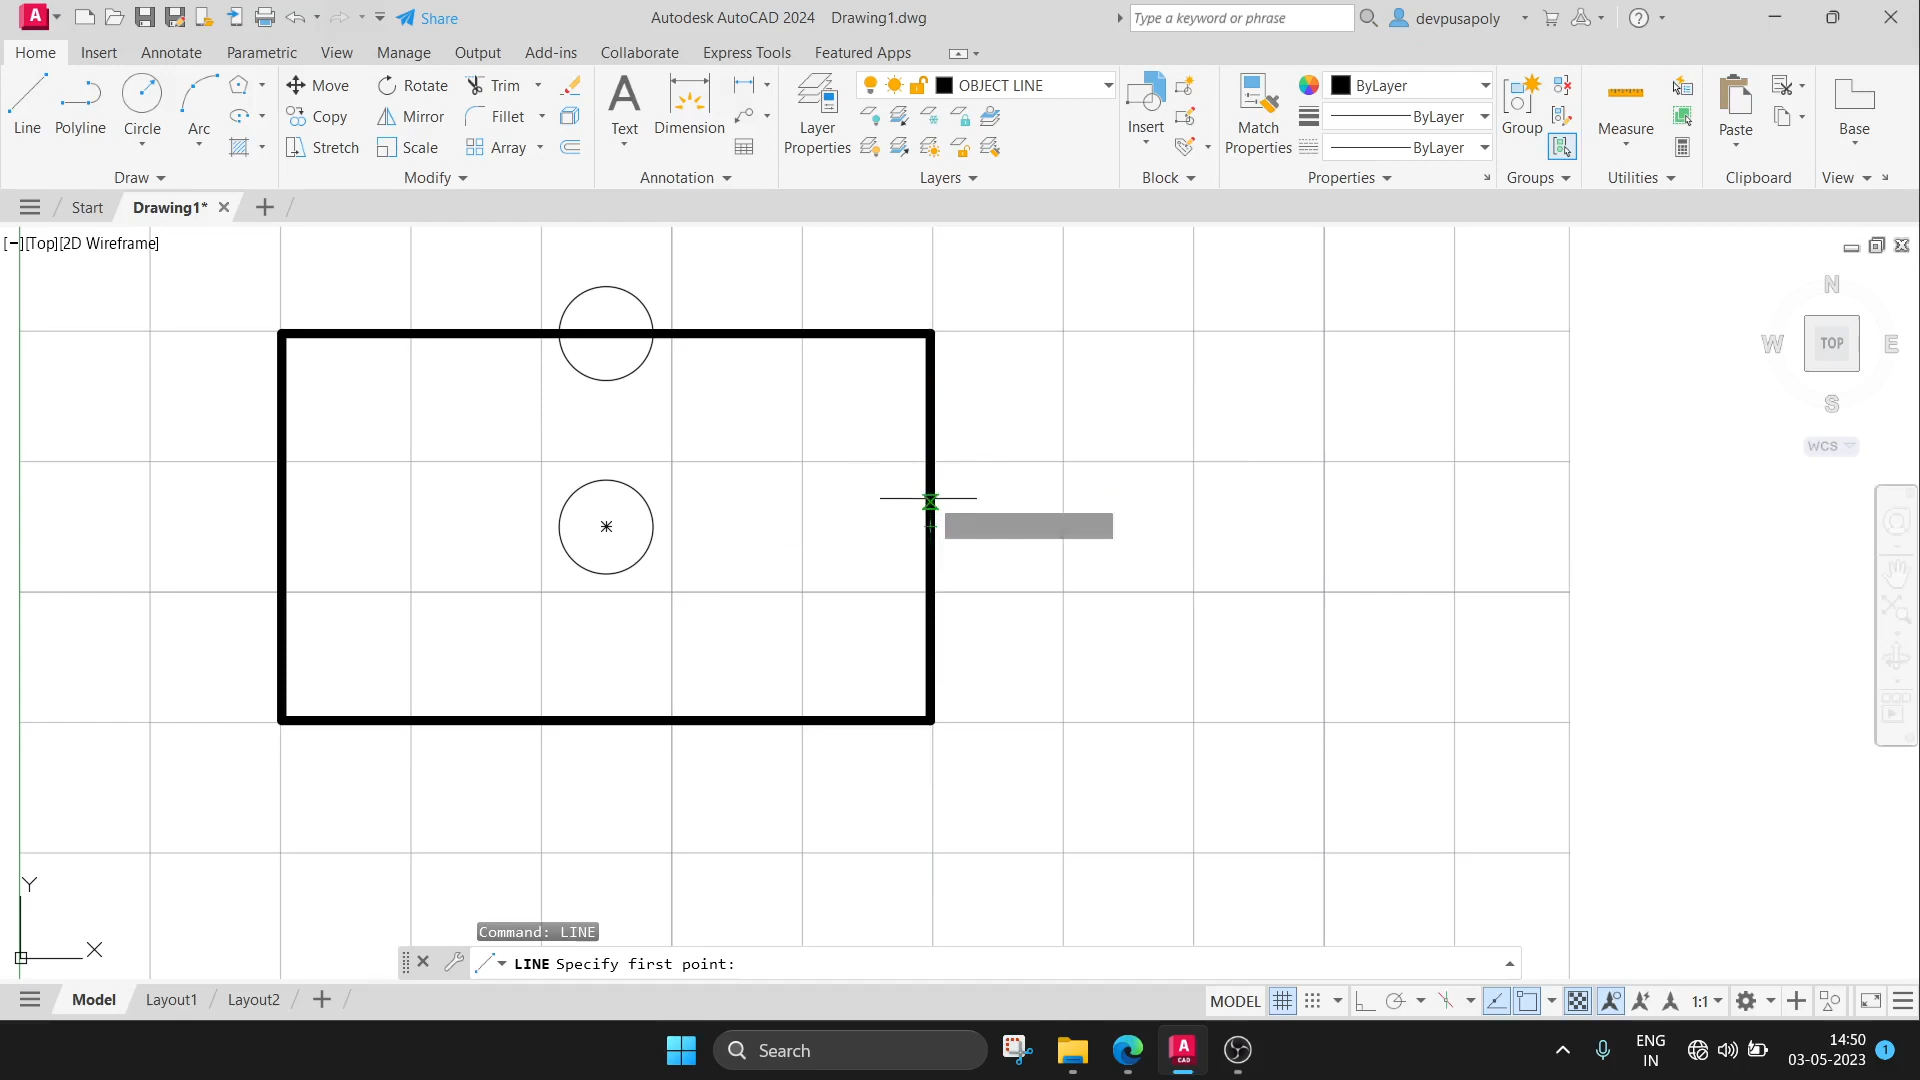 Share
Autodesk AutoCAD 2024 Drawing1.dwg
Type a keyword or phrase
devpusapoly
Home Insert Annotate Parametric View Manage Output Add-ins Collaborate Express Tools Featured Apps
Move Rotate Trim
OBJECT LINE
ByLayer
Copy Mirror Fillet
ByLayer
Line Polyline Circle Arc
Text Dimension
Layer Properties
Insert
Match Properties
Group
Measure
Paste
Base
Stretch Scale Array
ByLayer
Draw Modify Annotation Layers Block Properties Groups Utilities Clipboard View
Start Drawing1*
[-][Top][2D Wireframe]
N
W TOP E
S
WCS
Y
X
Command: LINE
LINE Specify first point:
Model Layout1 Layout2
MODEL
1:1
Search
A
CAD
ENG
IN
14:50
03-05-2023
1